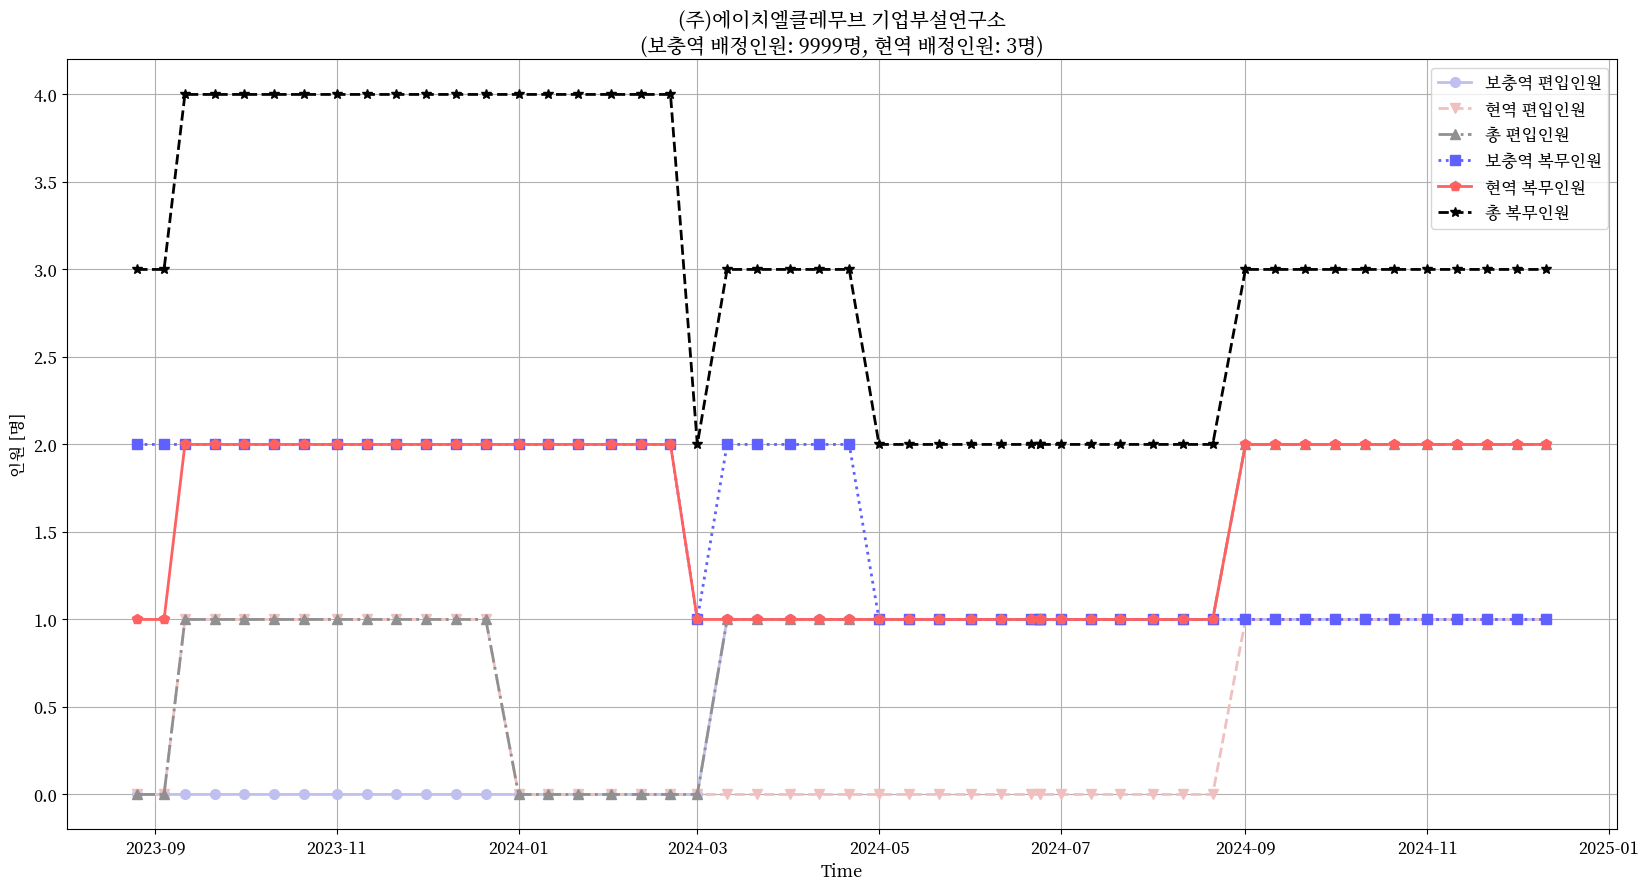 (주)에이치엘클레무브 기업부설연구소
(보충역 배정인원: 9999명, 현역 배정인원: 3명)
보충역 편입인원
현역 편입인원
총 편입인원
보충역 복무인원
현역 복무인원
총 복무인원
인원 [명]
4.0
3.5
3.0
2.5
2.0
1.5
1.0
0.5
0.0
2023-09
2023-11
2024-01
2024-03
2024-05
2024-07
2024-09
2024-11
2025-01
Time